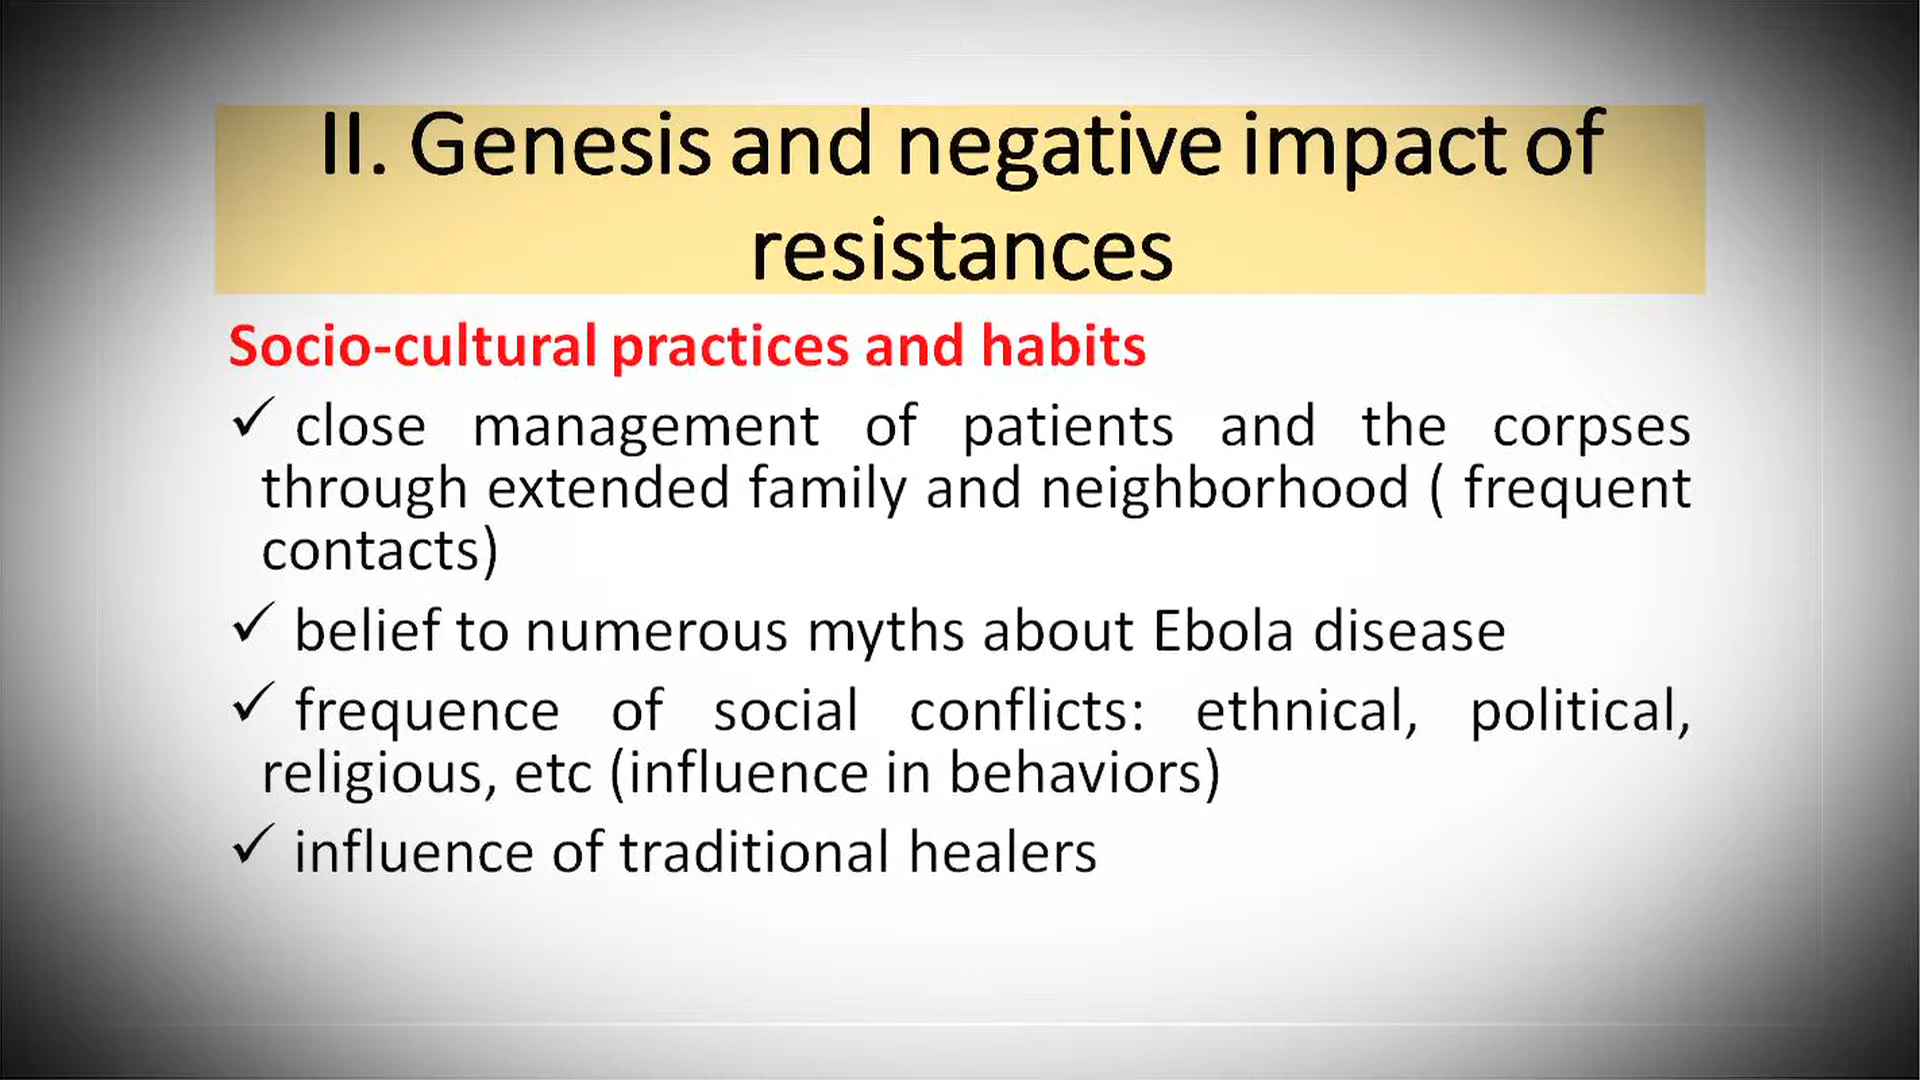 II. Genesis and negative impact of
resistances
Socio-cultural practices and habits
✓ close management of patients and the corpses
through extended family and neighborhood ( frequent
contacts)
✓ belief to numerous myths about Ebola disease
✓ frequence of social conflicts: ethnical, political,
religious, etc (influence in behaviors)
✓ influence of traditional healers